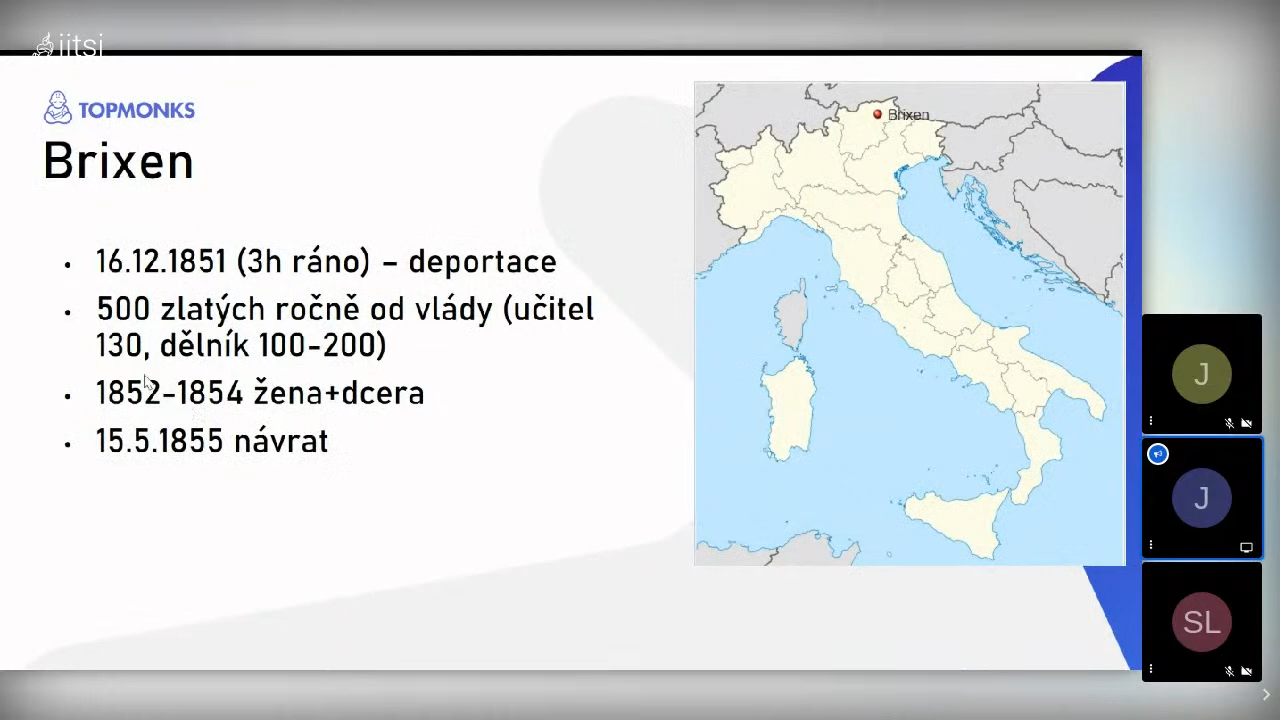 jitsi
TOPMONKS
Brixen
Brixen
16.12.1851 (3h ráno) – deportace
500 zlatých ročně od vlády (učitel
130, dělník 100-200)
1852-1854 žena+dcera
15.5.1855 návrat
J
J
SL